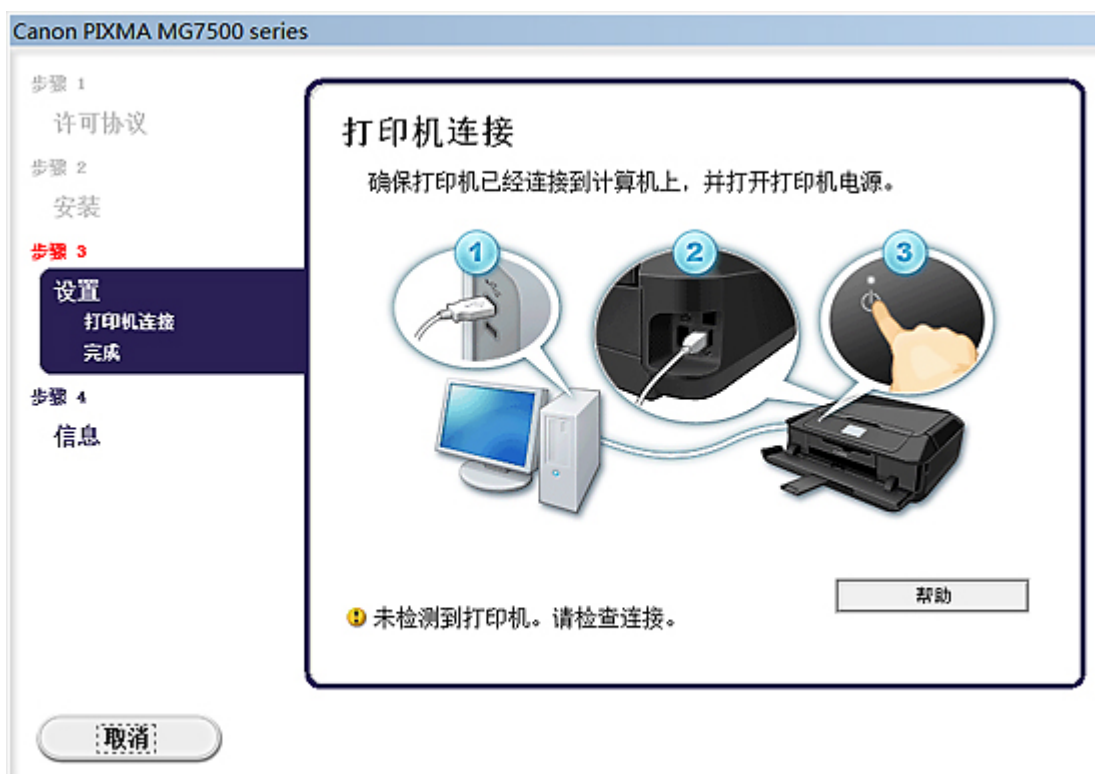 Canon PIXMA MG7500 series
步骤 1
许可协议
步骤 2
安装
步骤 3
设置
打印机连接
完成
步骤 4
信息
打印机连接
确保打印机已经连接到计算机上，并打开打印机电源。
1
2
3
未检测到打印机。请检查连接。
帮助
取消